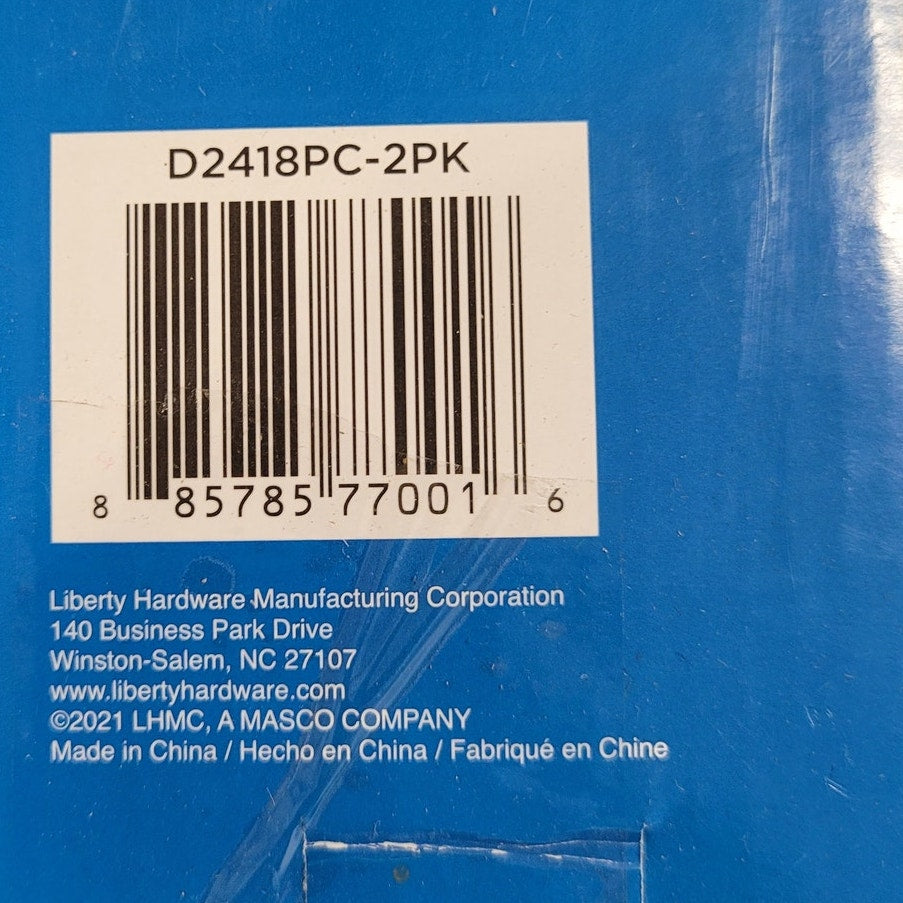 D2418PC-2PK
8 85785 77001 6
Liberty Hardware Manufacturing Corporation
140 Business Park Drive
Winston-Salem, NC 27107
www.libertyhardware.com
©2021 LHMC, A MASCO COMPANY
Made in China / Hecho en China / Fabriqué en Chine